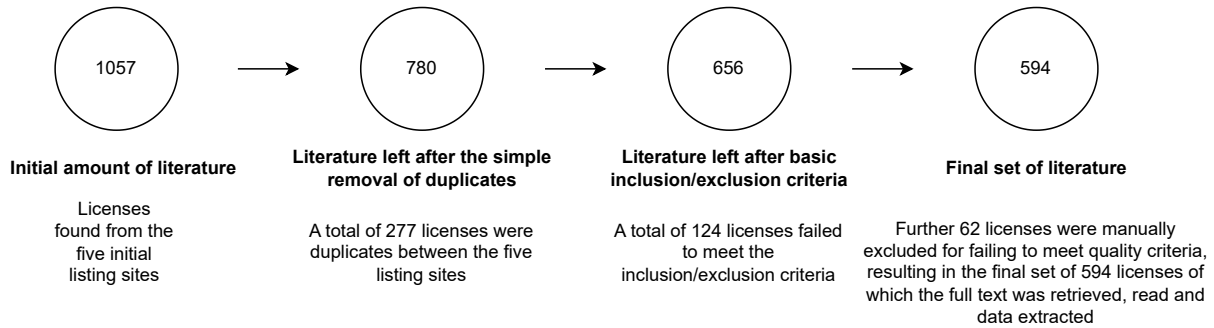 1057
780
656
594
Initial amount of literature
Licenses
found from the
five initial
listing sites
Literature left after the simple
removal of duplicates
A total of 277 licenses were
duplicates between the five
listing sites
Literature left after basic
inclusion/exclusion criteria
A total of 124 licenses failed
to meet the
inclusion/exclusion criteria
Final set of literature
Further 62 licenses were manually
excluded for failing to meet quality criteria,
resulting in the final set of 594 licenses of
which the full text was retrieved, read and
data extracted